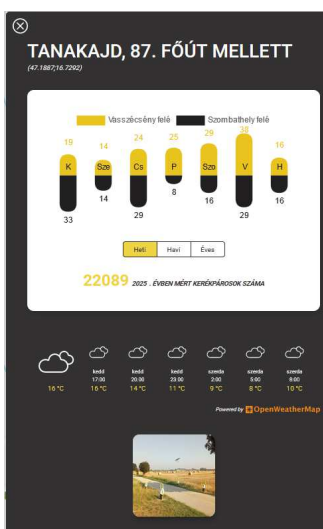 TANAKAJD, 87. FŐÚT MELLETT
(47.1887;16.7292)
Vasszécsény felé Szombathely felé
19 14 24 25 29 38 16
K Sze Cs P Szo V H
33 14 29 8 16 29 16
Heti Havi Éves
22089 2025 . ÉVBEN MÉRT KERÉKPÁROSOK SZÁMA
kedd kedd kedd szerda szerda szerda
17:00 20:00 23:00 2:00 5:00 8:00
16 °C 16 °C 14 °C 11 °C 9 °C 8 °C 10 °C
Powered by OpenWeatherMap